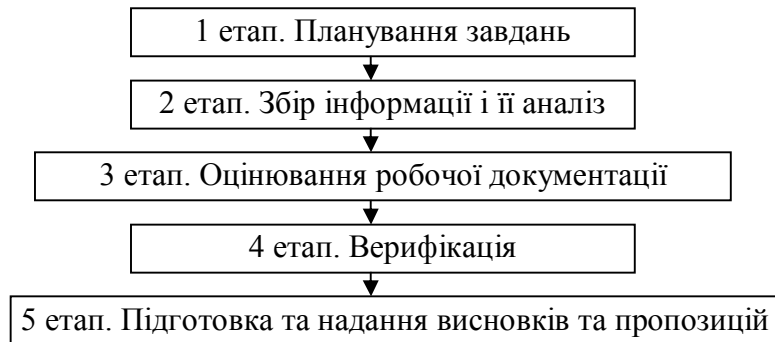 1 етап. Планування завдань
2 етап. Збір інформації і її аналіз
3 етап. Оцінювання робочої документації
4 етап. Верифікація
5 етап. Підготовка та надання висновків та пропозицій